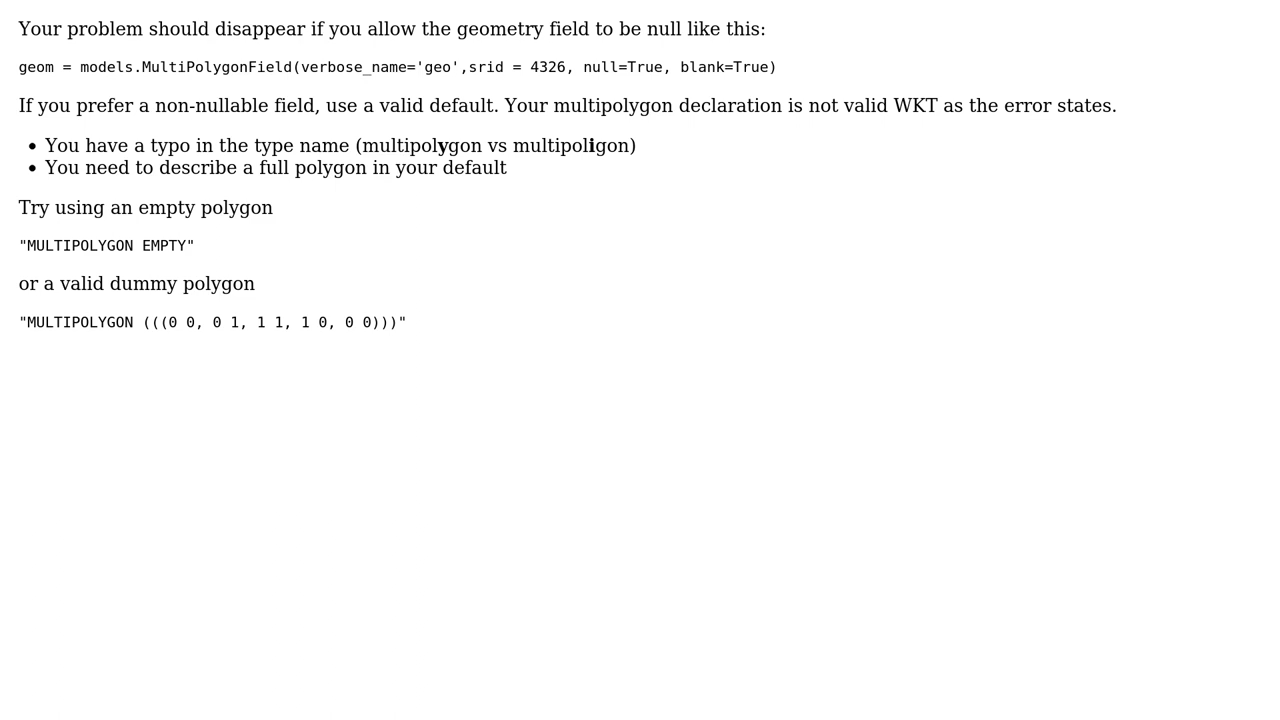 Your problem should disappear if you allow the geometry field to be null like this:
geom = models.MultiPolygonField(verbose_name='geo',srid = 4326, null=True, blank=True)
If you prefer a non-nullable field, use a valid default. Your multipolygon declaration is not valid WKT as the error states.
• You have a typo in the type name (multipolygon vs multipoligon)
• You need to describe a full polygon in your default
Try using an empty polygon
"MULTIPOLYGON EMPTY"
or a valid dummy polygon
"MULTIPOLYGON (((0 0, 0 1, 1 1, 1 0, 0 0)))"